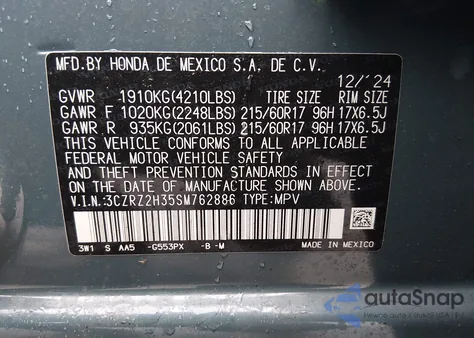 MFD.BY HONDA DE MEXICO S.A. DE C.V.
12/'24
GVWR 1910KG(4210LBS) TIRE SIZE RIM SIZE
GAWR F 1020KG(2248LBS) 215/60R17 96H 17X6.5J
GAWR R 935KG(2061LBS) 215/60R17 96H 17X6.5J
THIS VEHICLE CONFORMS TO ALL APPLICABLE
FEDERAL MOTOR VEHICLE SAFETY
AND THEFT PREVENTION STANDARDS IN EFFECT ON
THE DATE OF MANUFACTURE SHOWN ABOVE.
V.I.N:3CZRZ2H35SM762886 TYPE:MPV
3W1 S AA5 -G553PX -B-M
MADE IN MEXICO
autoSnap